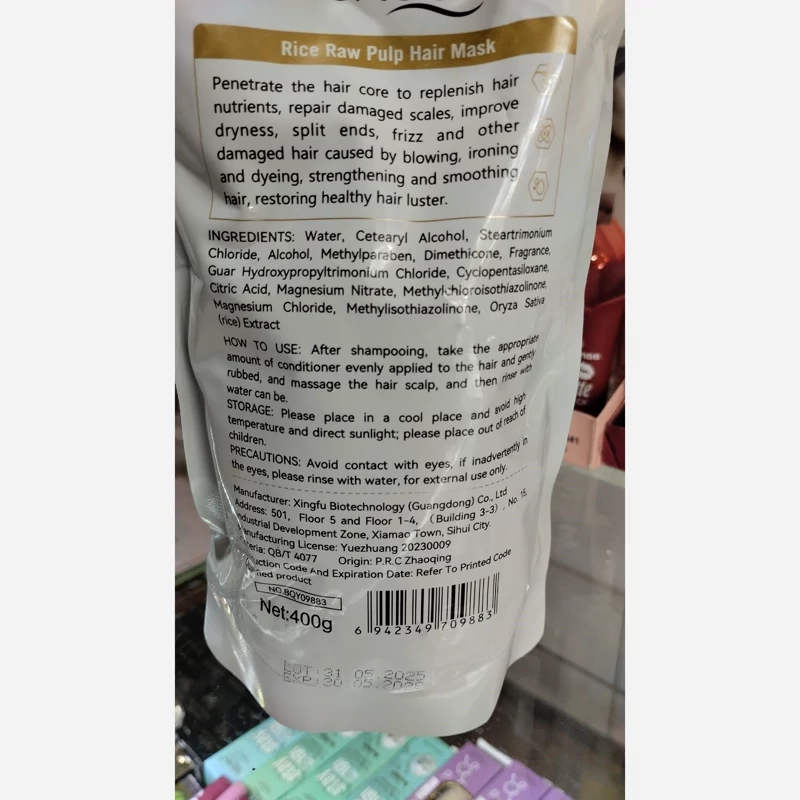 Rice Raw Pulp Hair Mask
Penetrate the hair core to replenish hair
nutrients, repair damaged scales, improve
dryness, split ends, frizz and other
damaged hair caused by blowing, ironing
and dyeing, strengthening and smoothing
hair, restoring healthy hair luster.
INGREDIENTS: Water, Cetearyl Alcohol, Steartrimonium
Chloride, Alcohol, Methylparaben, Dimethicone, Fragrance,
Guar Hydroxypropyltrimonium Chloride, Cyclopentasiloxane,
Citric Acid, Magnesium Nitrate, Methylchloroisothiazolinone,
Magnesium Chloride, Methylisothiazolinone, Oryza Sativa
(rice) Extract
HOW TO USE: After shampooing, take the appropriate
amount of conditioner evenly applied to the hair and gently
rubbed, and massage the hair scalp, and then rinse with
water can be.
STORAGE: Please place in a cool place and avoid high
temperature and direct sunlight; please place out of reach of
children.
PRECAUTIONS: Avoid contact with eyes, if inadvertently in
the eyes, please rinse with water, for external use only.
Manufacturer: Xingfu Biotechnology (Guangdong) Co., Ltd
Address: 501, Floor 5 and Floor 1-4, (Building 3-3), No. 15,
Industrial Development Zone, Xiamao Town, Sihui City.
Manufacturing License: Yuezhuang 20230009
QB/T 4077 Origin: P.R.C Zhaoqing
Code And Expiration Date: Refer To Printed Code
product
NO.BQY09883
Net:400g
6 942349 709883
LOT: 31 05 2025
EXP: 30.05.